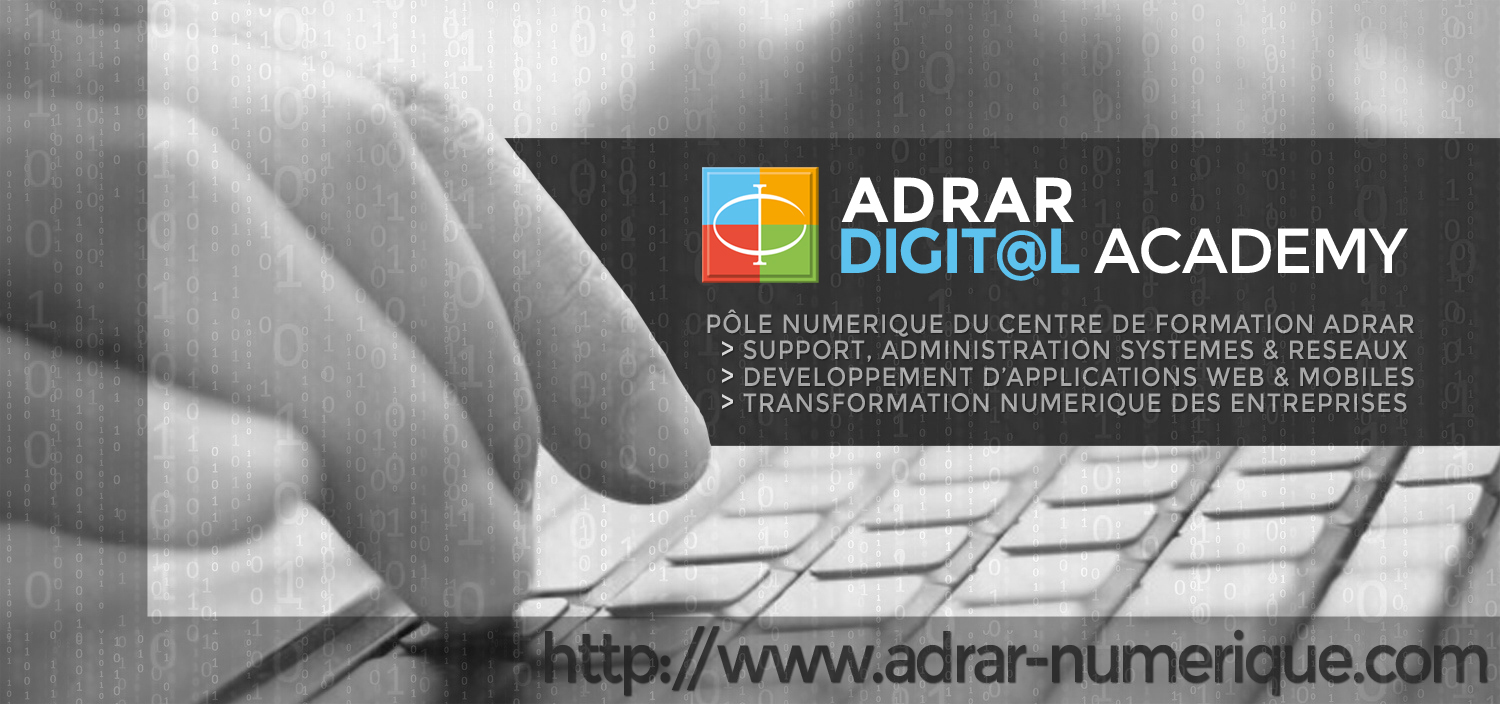 ADRAR
DIGIT@L ACADEMY
PÔLE NUMERIQUE DU CENTRE DE FORMATION ADRAR
> SUPPORT, ADMINISTRATION SYSTEMES & RESEAUX
> DEVELOPPEMENT D'APPLICATIONS WEB & MOBILES
> TRANSFORMATION NUMERIQUE DES ENTREPRISES
http://www.adrar-numerique.com